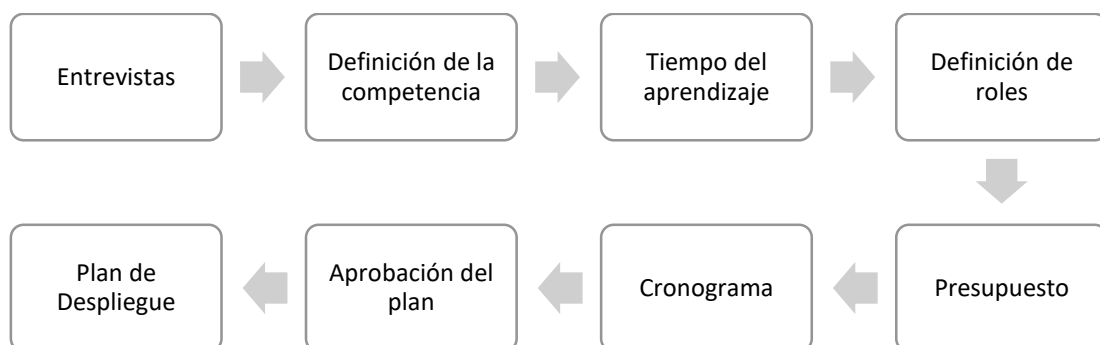 Entrevistas
Definición de la
competencia
Tiempo del
aprendizaje
Definición de
roles
Presupuesto
Cronograma
Aprobación del
plan
Plan de
Despliegue